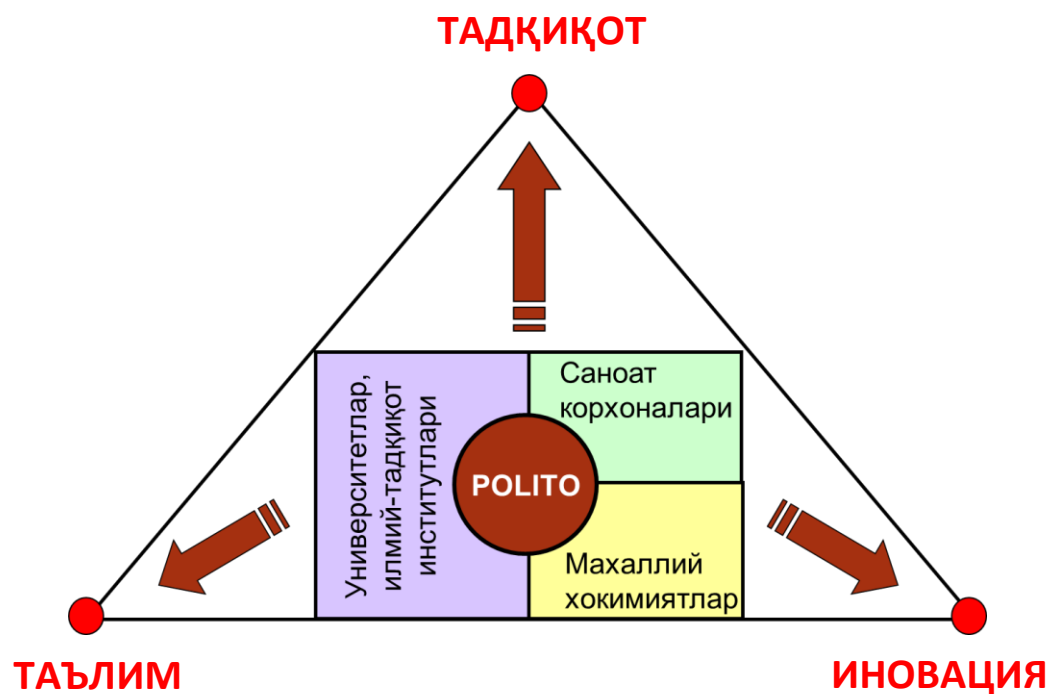 ТАДҚИҚОТ
Университетлар,
илмий-тадқиқот
институтлари
Саноат
корхоналари
POLITO
Махаллий
хокимиятлар
ТАЪЛИМ
ИНОВАЦИЯ